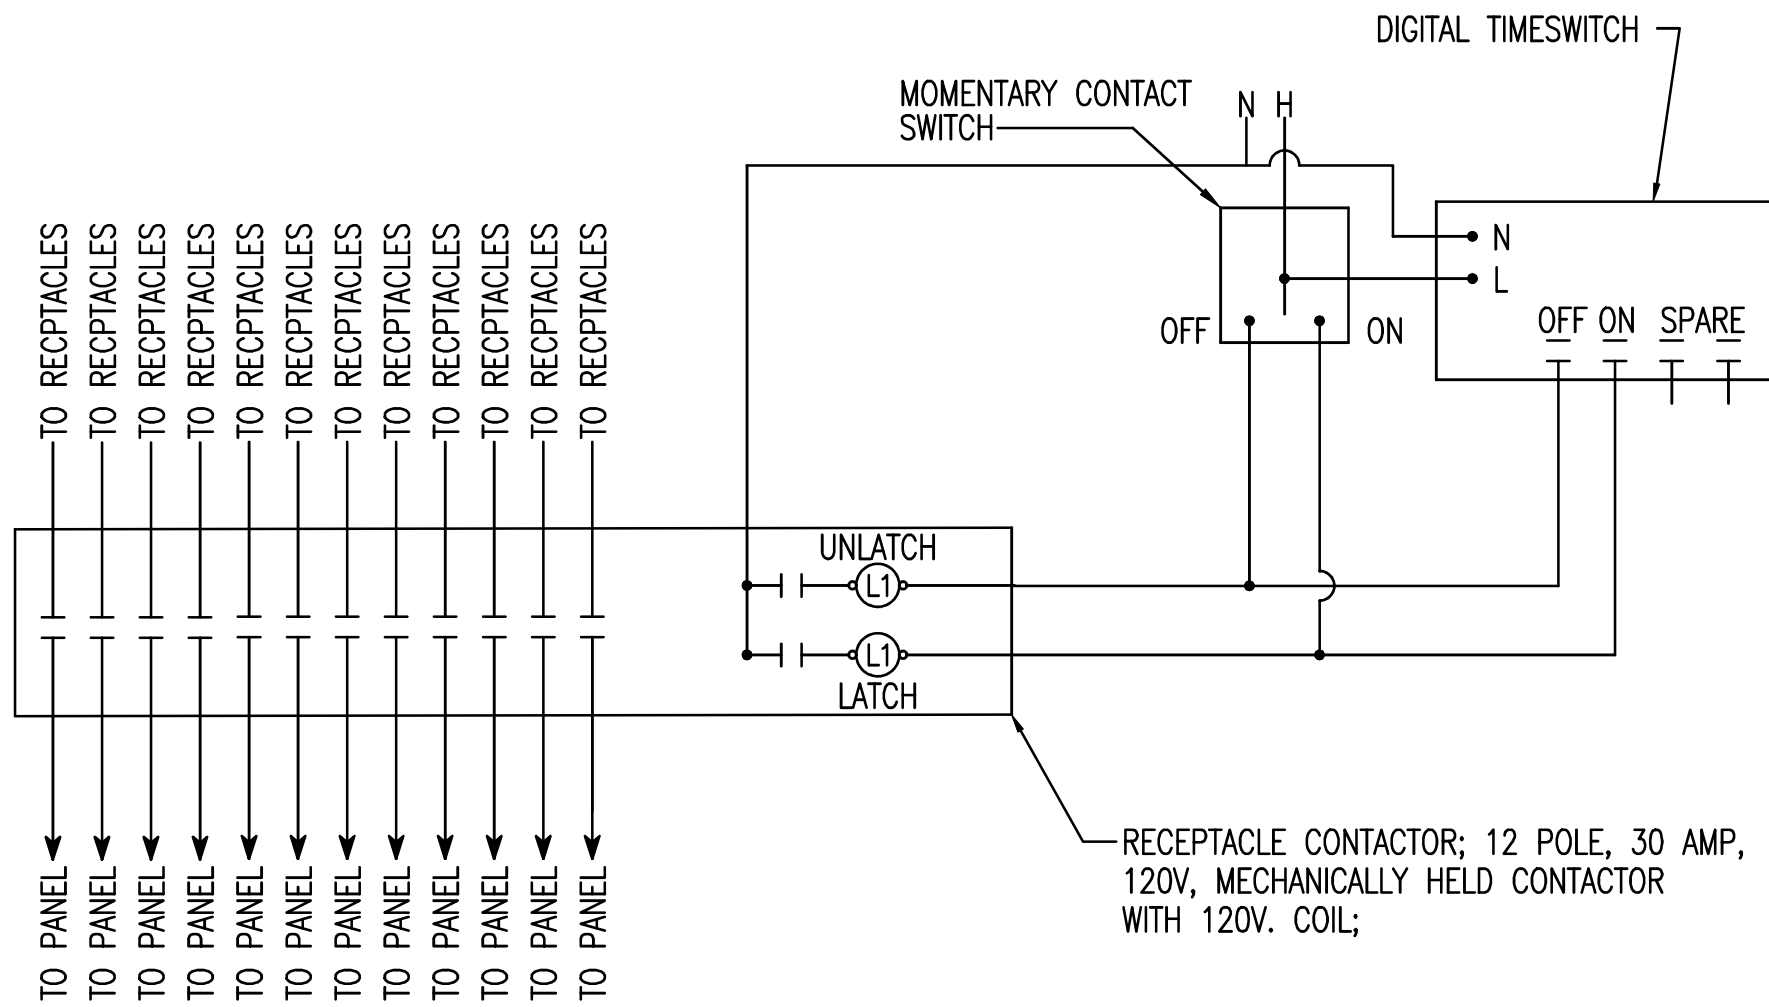 DIGITAL TIMESWITCH
MOMENTARY CONTACT
SWITCH
N H
N
L
OFF ON SPARE
OFF
ON
TO RECPTACLES
TO RECPTACLES
TO RECPTACLES
TO RECPTACLES
TO RECPTACLES
TO RECPTACLES
TO RECPTACLES
TO RECPTACLES
TO RECPTACLES
TO RECPTACLES
TO RECPTACLES
TO RECPTACLES
UNLATCH
L1
L1
LATCH
RECEPTACLE CONTACTOR; 12 POLE, 30 AMP,
120V, MECHANICALLY HELD CONTACTOR
WITH 120V. COIL;
TO PANEL
TO PANEL
TO PANEL
TO PANEL
TO PANEL
TO PANEL
TO PANEL
TO PANEL
TO PANEL
TO PANEL
TO PANEL
TO PANEL